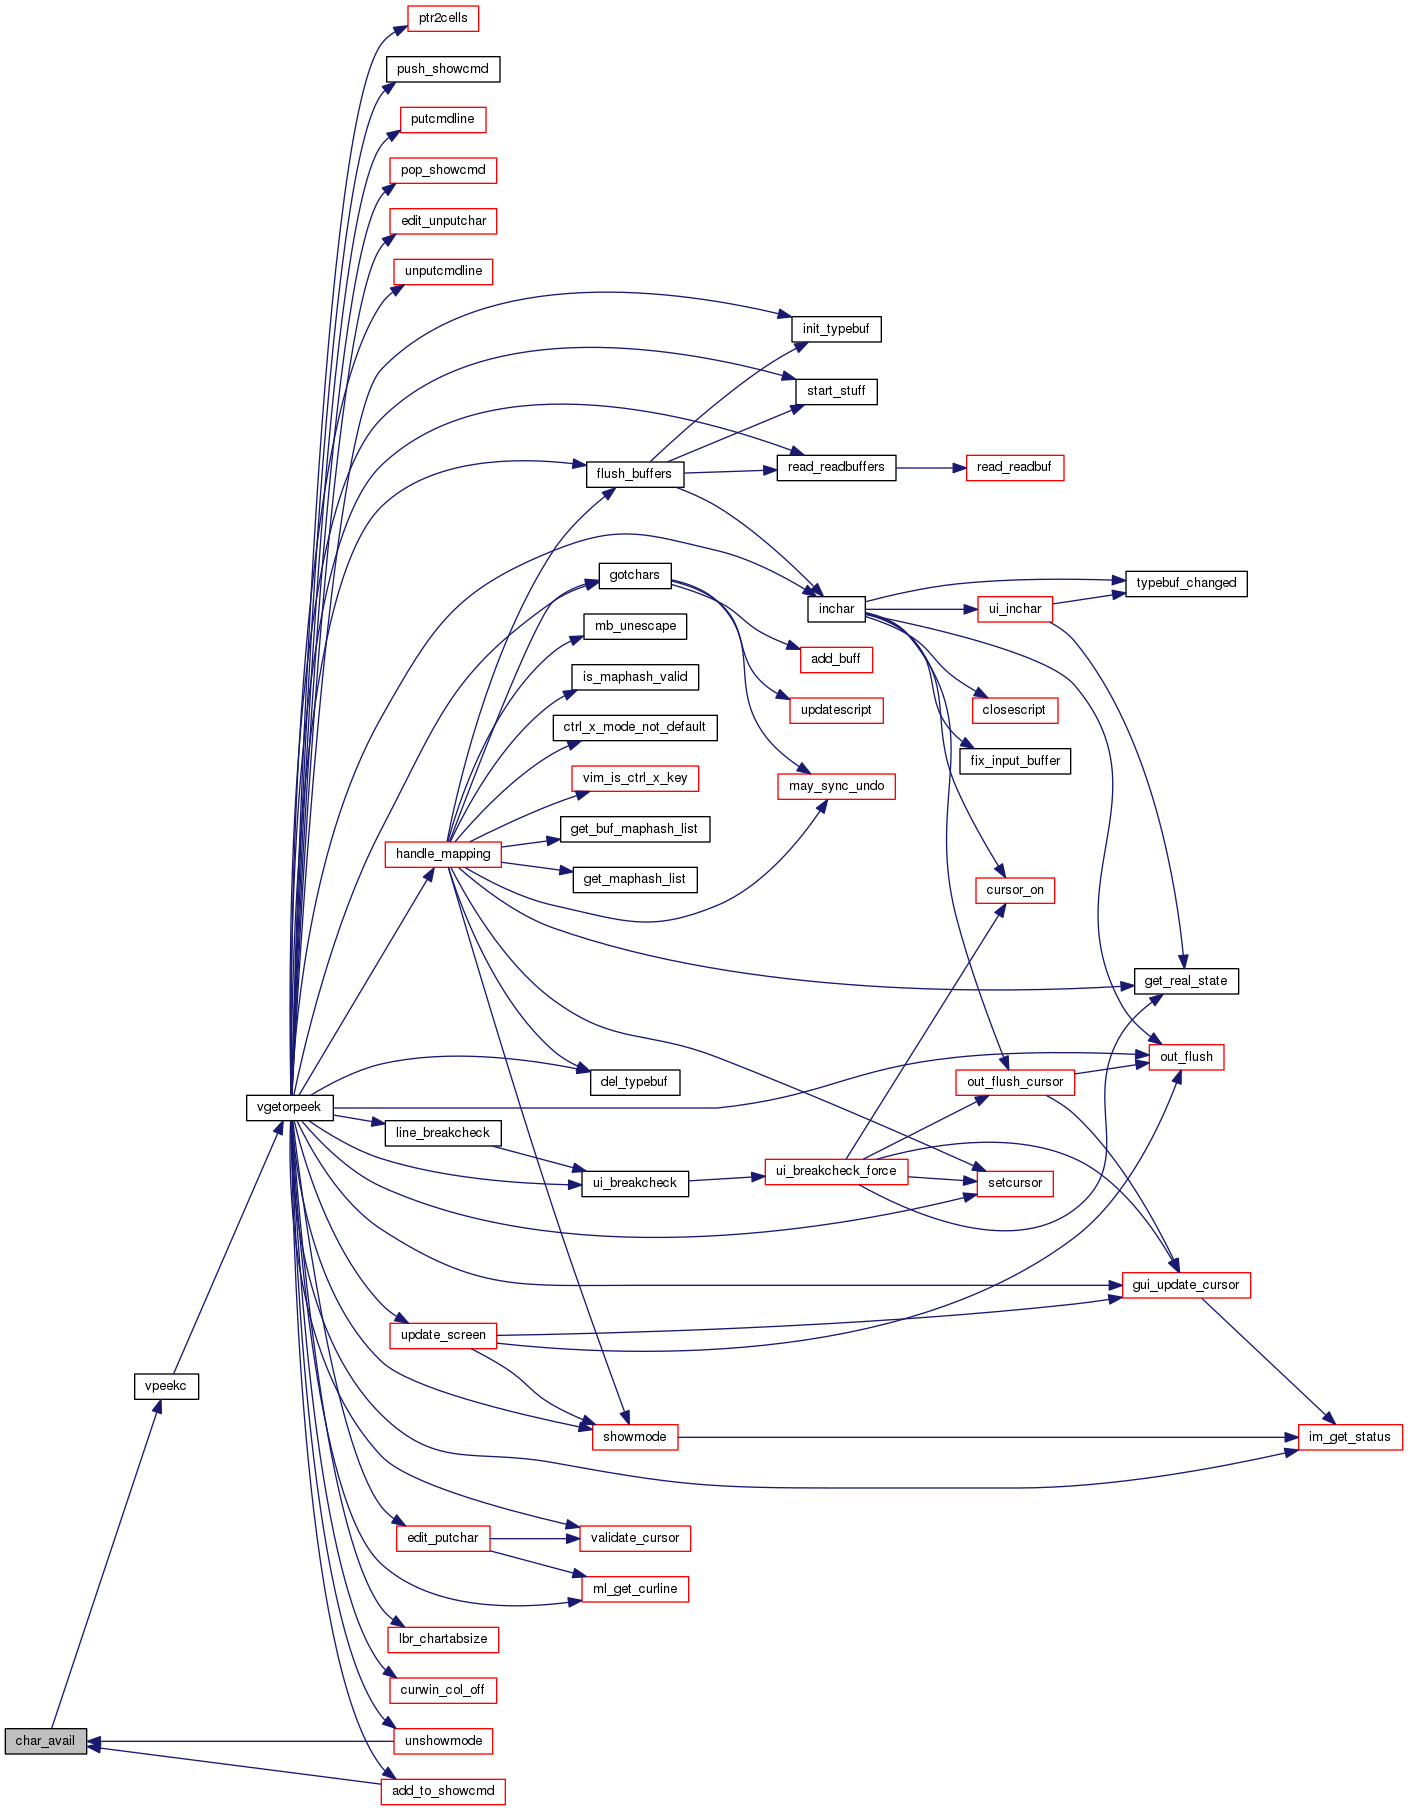 ptr2cells
push_showcmd
putcmdline
pop_showcmd
edit_unputchar
unputcmdline
init_typebuf
start_stuff
flush_buffers
read_readbuffers
read_readbuf
gotchars
typebuf_changed
inchar
ui_inchar
mb_unescape
add_buff
is_maphash_valid
updatescript
closescript
ctrl_x_mode_not_default
fix_input_buffer
vim_is_ctrl_x_key
may_sync_undo
get_buf_maphash_list
handle_mapping
get_maphash_list
cursor_on
get_real_state
out_flush
out_flush_cursor
del_typebuf
vgetorpeek
line_breakcheck
ui_breakcheck
ui_breakcheck_force
setcursor
gui_update_cursor
update_screen
vpeekc
showmode
im_get_status
edit_putchar
validate_cursor
ml_get_curline
lbr_chartabsize
curwin_col_off
char_avail
unshowmode
add_to_showcmd